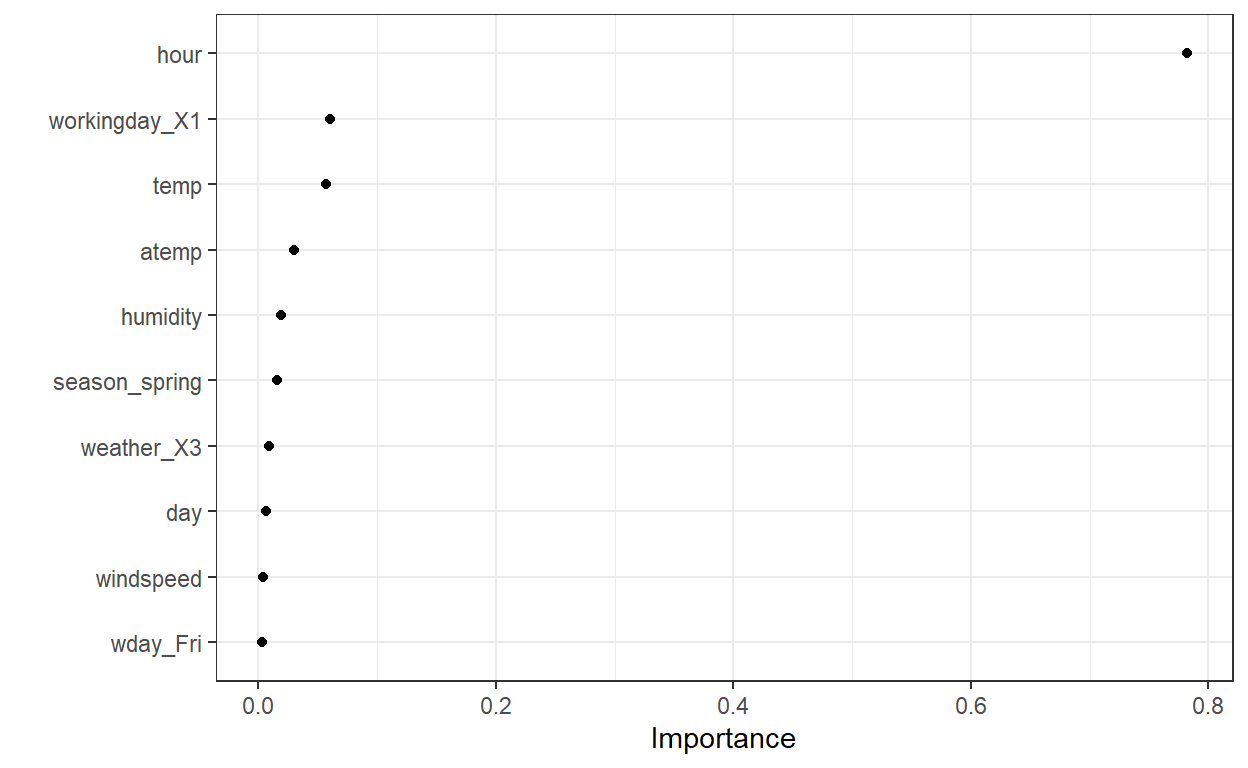 hour
workingday_X1
temp
atemp
humidity
season_spring
weather_X3
day
windspeed
wday_Fri
0.0 0.2 0.4 0.6 0.8
Importance